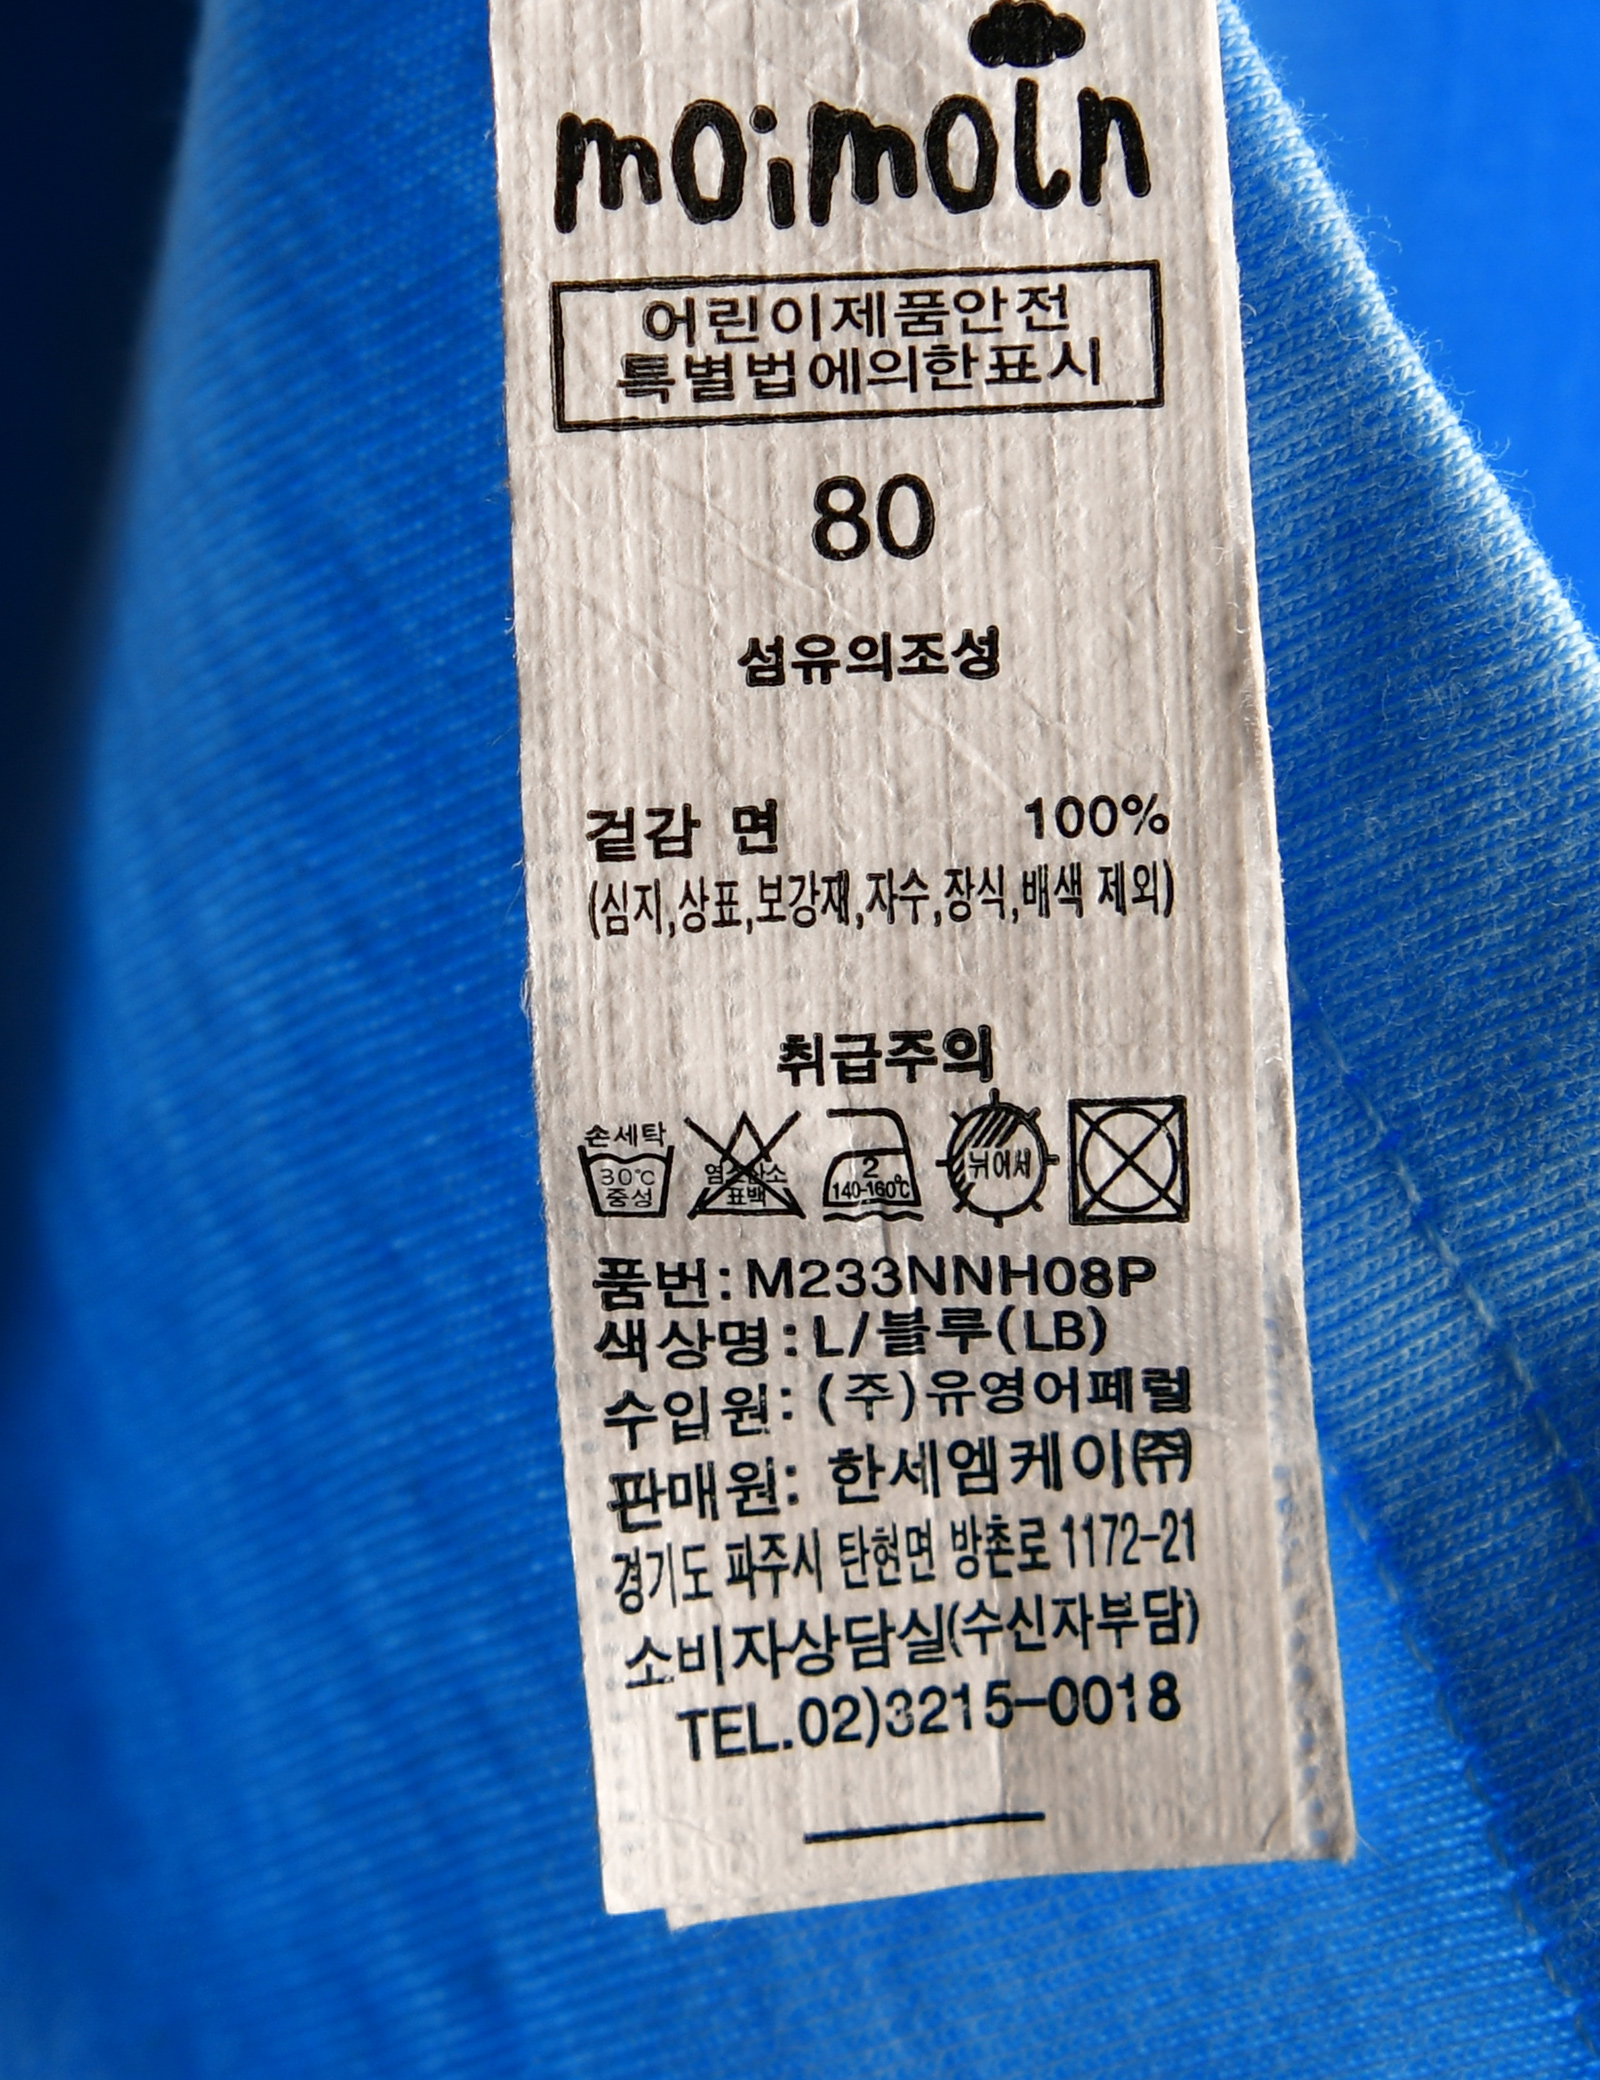 moimoln
어린이제품안전
특별법에의한표시
80
섬유의조성
겉감 면 100%
(심지,상표,보강재,자수,장식,배색 제외)
취급주의
손세탁
30℃
중성
염소산소
표백
2
140-160℃
뉘어서
품번:M233NNH08P
색상명:L/블루(LB)
수입원:(주)유영어페럴
판매원: 한세엠케이(주)
경기도 파주시 탄현면 방촌로 1172-21
소비자상담실(수신자부담)
TEL.02)3215-0018